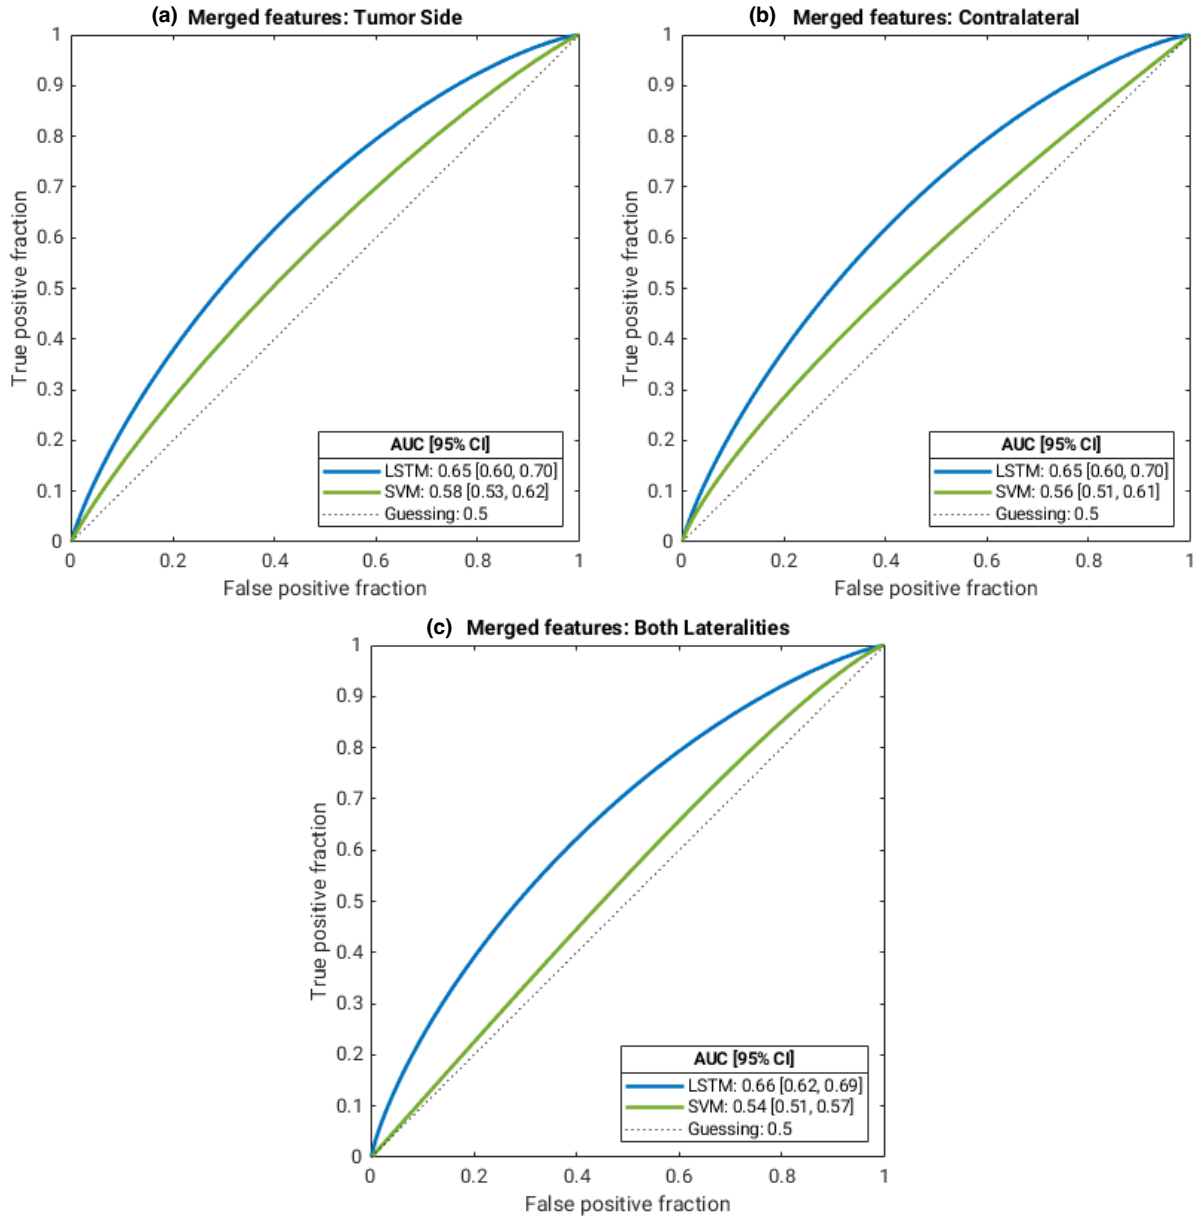 (a) Merged features: Tumor Side
1
0.9
0.8
0.7
0.6
0.5
0.4
0.3
0.2
0.1
0
True positive fraction
AUC [95% CI]
LSTM: 0.65 [0.60, 0.70]
SVM: 0.58 [0.53, 0.62]
Guessing: 0.5
0 0.2 0.4 0.6 0.8 1
False positive fraction
(b) Merged features: Contralateral
1
0.9
0.8
0.7
0.6
0.5
0.4
0.3
0.2
0.1
0
True positive fraction
AUC [95% CI]
LSTM: 0.65 [0.60, 0.70]
SVM: 0.56 [0.51, 0.61]
Guessing: 0.5
0 0.2 0.4 0.6 0.8 1
False positive fraction
(c) Merged features: Both Lateralities
1
0.9
0.8
0.7
0.6
0.5
0.4
0.3
0.2
0.1
0
True positive fraction
AUC [95% CI]
LSTM: 0.66 [0.62, 0.69]
SVM: 0.54 [0.51, 0.57]
Guessing: 0.5
0 0.2 0.4 0.6 0.8 1
False positive fraction